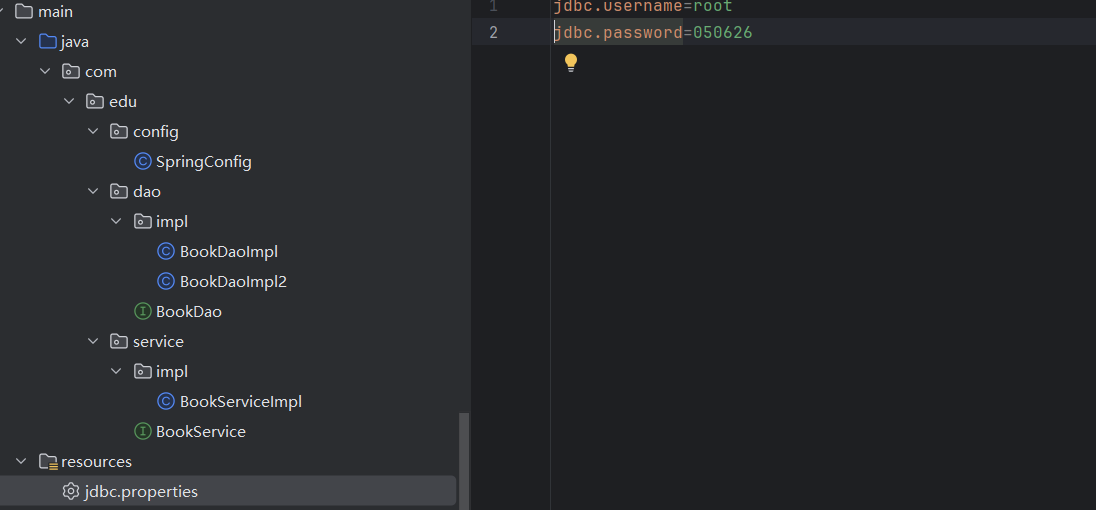 main
java
com
edu
config
SpringConfig
dao
impl
BookDaoImpl
BookDaoImpl2
BookDao
service
impl
BookServiceImpl
BookService
resources
jdbc.properties
1 jdbc.username=root
2 jdbc.password=050626